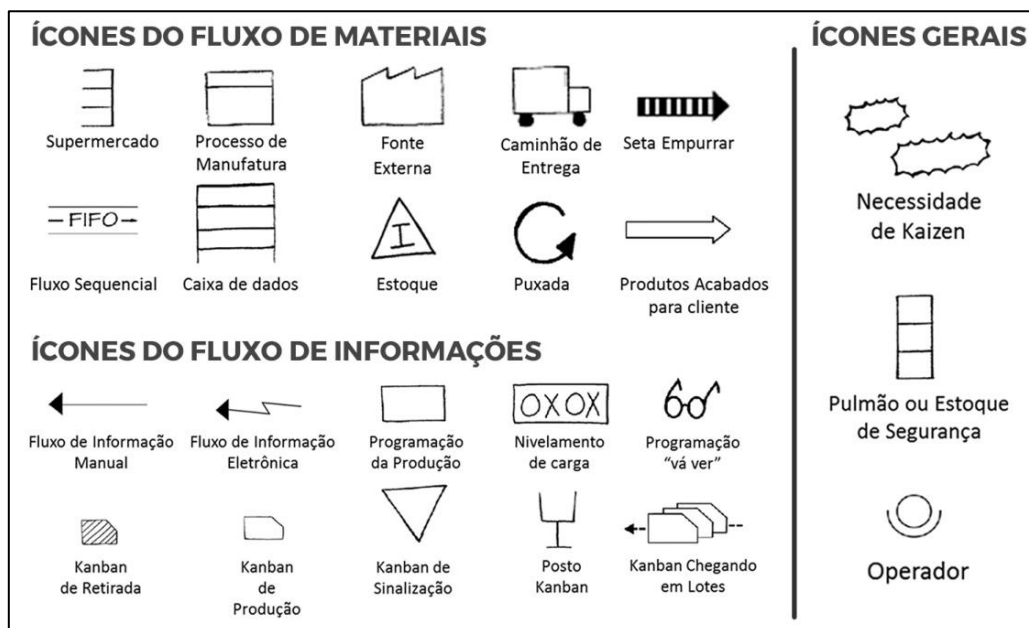 ÍCONES DO FLUXO DE MATERIAIS
Supermercado
Processo de
Manufatura
Fonte
Externa
Caminhão de
Entrega
Seta Empurrar
FIFO
Fluxo Sequencial
Caixa de dados
I
Estoque
Puxada
Produtos Acabados
para cliente
ÍCONES DO FLUXO DE INFORMAÇÕES
Fluxo de Informação
Manual
Fluxo de Informação
Eletrônica
Programação
da Produção
OXOX
Nivelamento
de carga
Programação
“vá ver”
Kanban
de Retirada
Kanban
de
Produção
Kanban de
Sinalização
Posto
Kanban
Kanban Chegando
em Lotes
ÍCONES GERAIS
Necessidade
de Kaizen
Pulmão ou Estoque
de Segurança
Operador